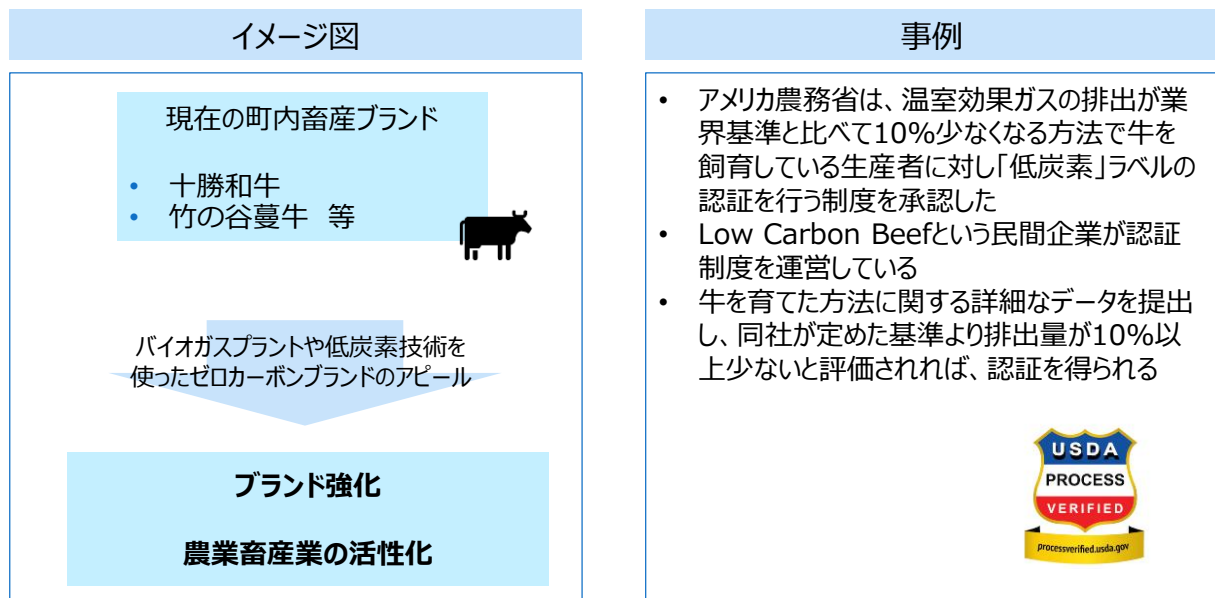 イメージ図
現在の町内畜産ブランド
• 十勝和牛
• 竹の谷蔓牛 等
バイオガスプラントや低炭素技術を
使ったゼロカーボンブランドのアピール
ブランド強化
農業畜産業の活性化
事例
• アメリカ農務省は、温室効果ガスの排出が業
界基準と比べて10%少なくなる方法で牛を
飼育している生産者に対し「低炭素」ラベルの
認証を行う制度を承認した
• Low Carbon Beefという民間企業が認証
制度を運営している
• 牛を育てた方法に関する詳細なデータを提出
し、同社が定めた基準より排出量が10%以
上少ないと評価されれば、認証を得られる
USDA
PROCESS
VERIFIED
processverified.usda.gov